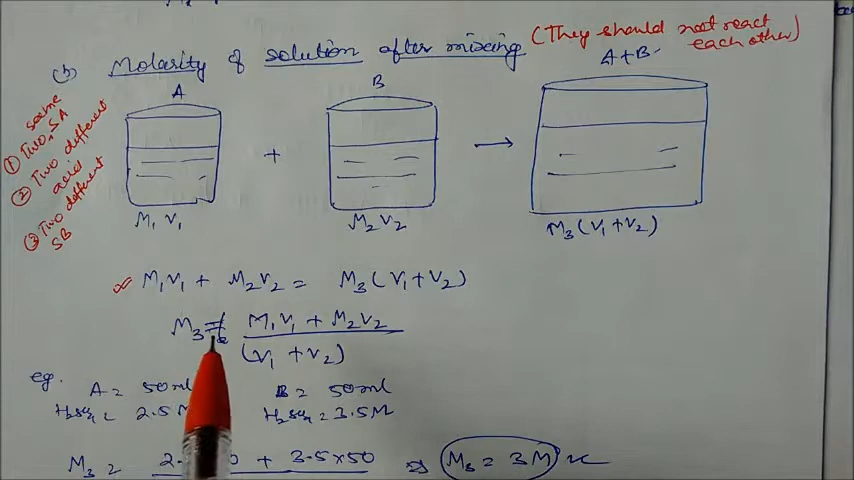 (b) Molarity of solution after mixing (They should not react each other)
A
B
A+B
① Two same SA
② Two different acid
③ Two different SB
+
→
M₁ V₁
M₂ V₂
M₃ (V₁+V₂)
M₁V₁ + M₂V₂ = M₃ (V₁+V₂)
M₃ = M₁V₁ + M₂V₂
(V₁ + V₂)
eg. A = 50ml B = 50ml
H₂SO₄ = 2.5 M H₂SO₄ = 3.5 M
M₃ = + 3.5×50 ⇒ M₃ = 3M